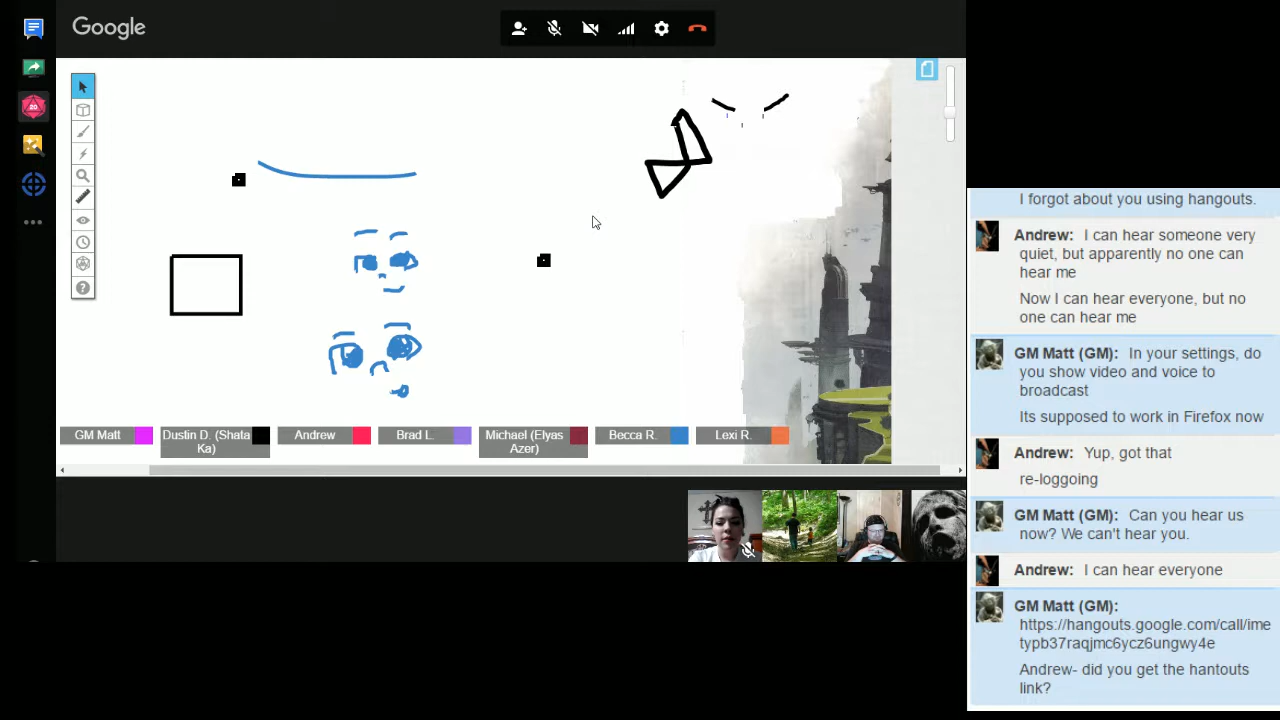 Google
20
?
GM Matt
Dustin D. (Shata
Ka)
Andrew
Brad L.
Michael (Elyas
Azer)
Becca R.
Lexi R.
I forgot about you using hangouts.
Andrew: I can hear someone very
quiet, but apparently no one can
hear me
Now I can hear everyone, but no
one can hear me
GM Matt (GM): In your settings, do
you show video and voice to
broadcast
Its supposed to work in Firefox now
Andrew: Yup, got that
re-loggoing
GM Matt (GM): Can you hear us
now? We can't hear you.
Andrew: I can hear everyone
GM Matt (GM):
https://hangouts.google.com/call/ime
typb37raqjmc6ycz6ungwy4e
Andrew- did you get the hantouts
link?